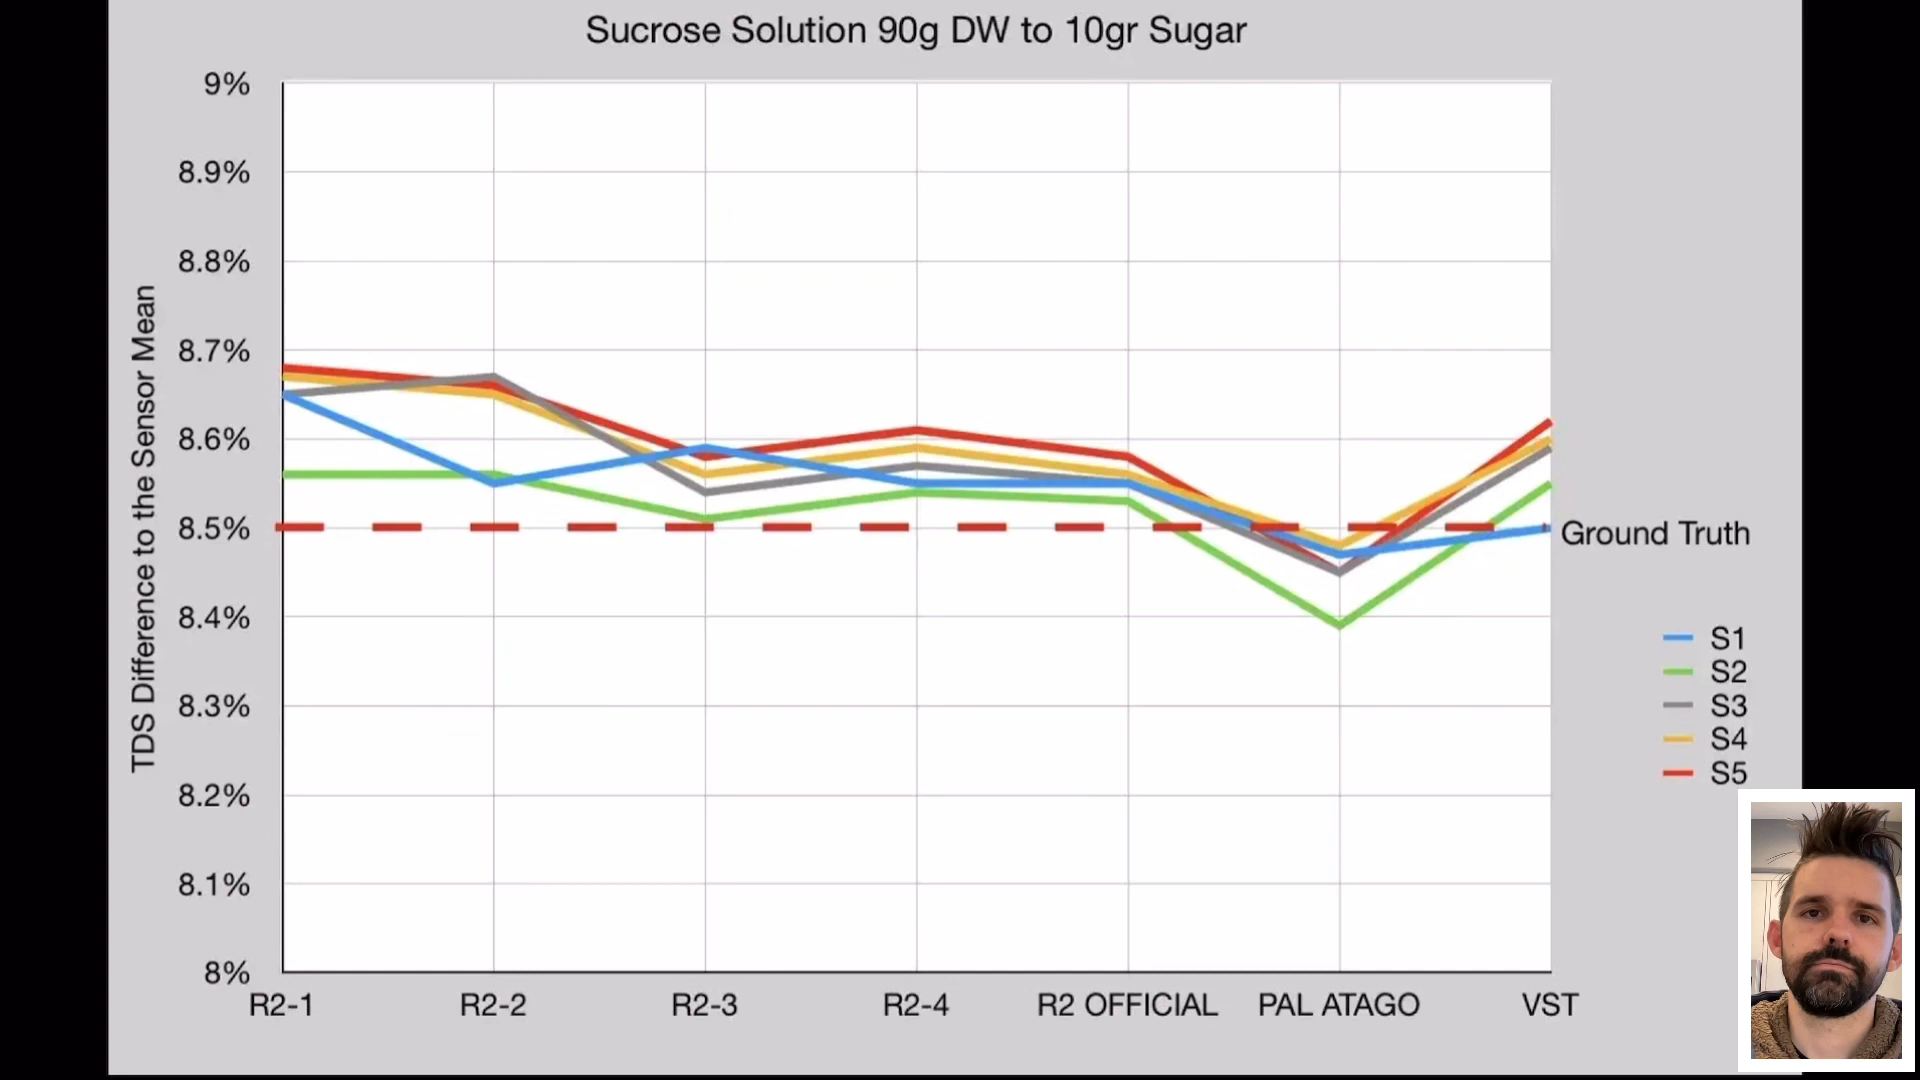 Sucrose Solution 90g DW to 10gr Sugar
TDS Difference to the Sensor Mean
9%
8.9%
8.8%
8.7%
8.6%
8.5%
8.4%
8.3%
8.2%
8.1%
8%
Ground Truth
S1
S2
S3
S4
S5
R2-1 R2-2 R2-3 R2-4 R2 OFFICIAL PAL ATAGO VST